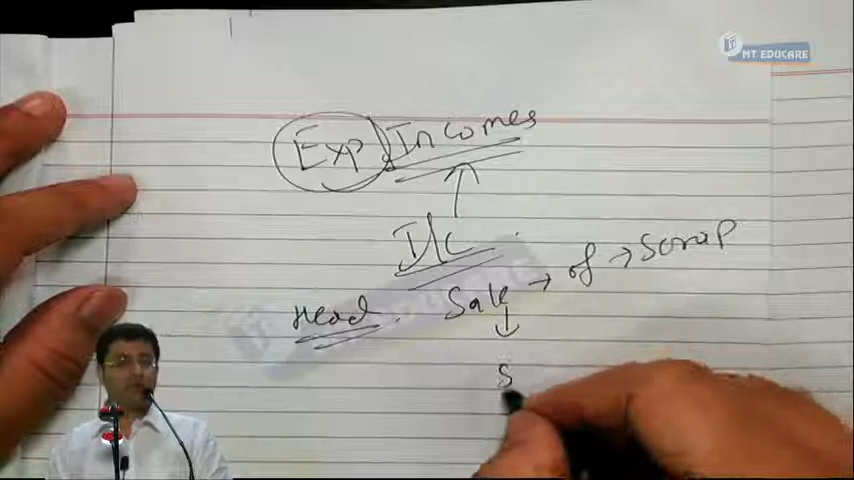 MT EDUCARE
Exp Incomes
I/C
Head. Sale → of → Scrap
S